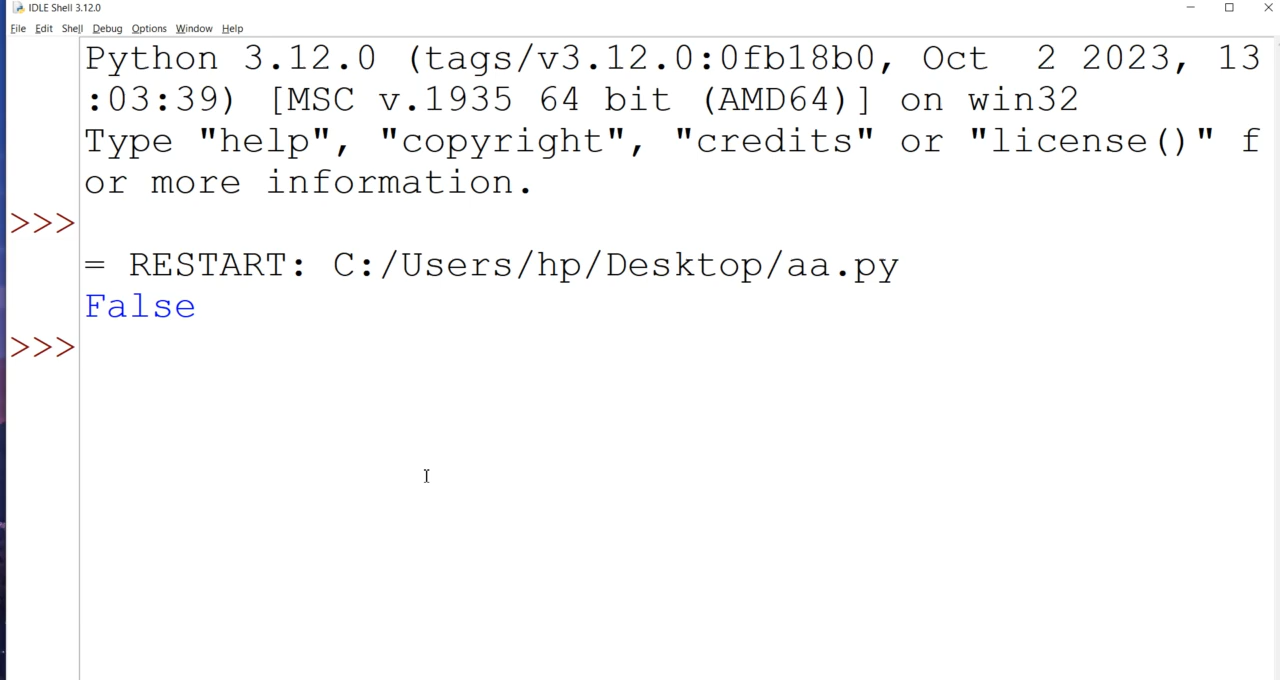 IDLE Shell 3.12.0
File Edit Shell Debug Options Window Help
Python 3.12.0 (tags/v3.12.0:0fb18b0, Oct  2 2023, 13
:03:39) [MSC v.1935 64 bit (AMD64)] on win32
Type "help", "copyright", "credits" or "license()" f
or more information.
>>>
= RESTART: C:/Users/hp/Desktop/aa.py
False
>>>